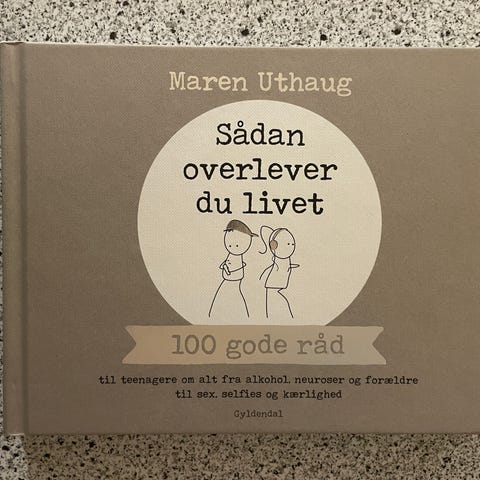 Maren Uthaug
Sådan
overlever
du livet
100 gode råd
til teenagere om alt fra alkohol, neuroser og forældre
til sex, selfies og kærlighed
Gyldendal